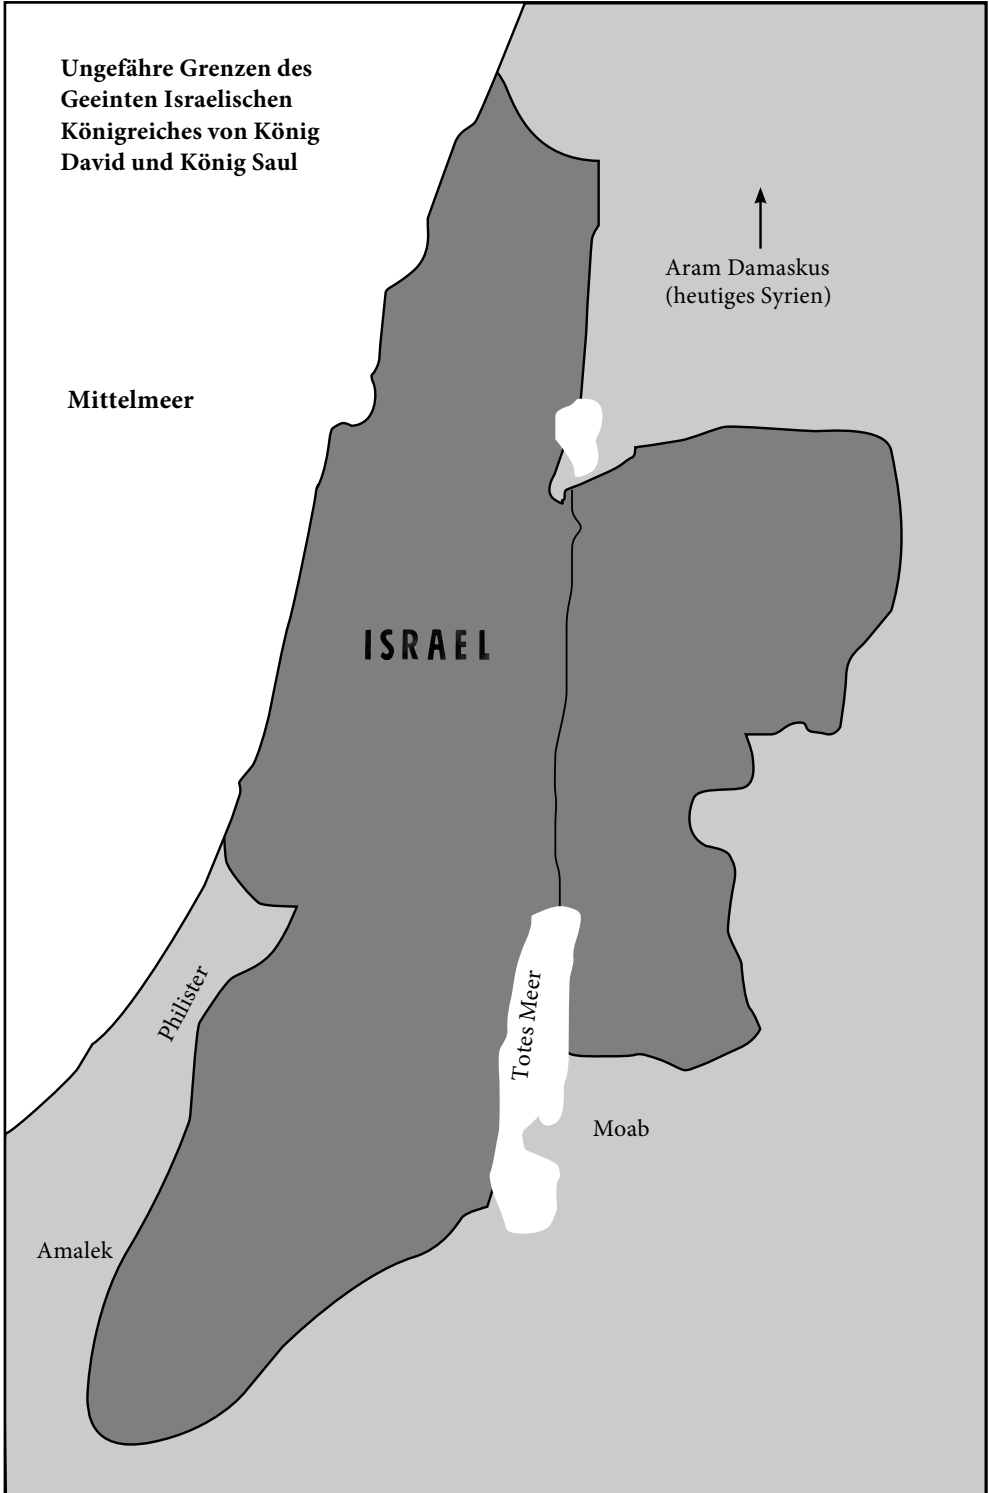 Ungefähre Grenzen des
Geeinten Israelischen
Königreiches von König
David und König Saul
Aram Damaskus
(heutiges Syrien)
Mittelmeer
ISRAEL
Philister
Totes Meer
Moab
Amalek